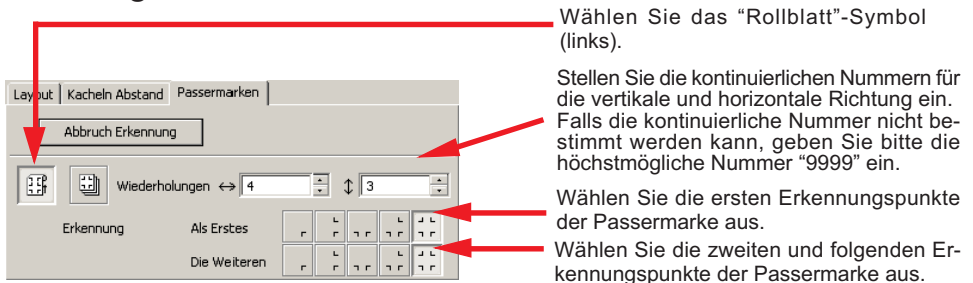 Wählen Sie das “Rollblatt”-Symbol
(links).
Stellen Sie die kontinuierlichen Nummern für
die vertikale und horizontale Richtung ein.
Falls die kontinuierliche Nummer nicht be-
stimmt werden kann, geben Sie bitte die
höchstmögliche Nummer “9999” ein.
Wählen Sie die ersten Erkennungspunkte
der Passermarke aus.
Wählen Sie die zweiten und folgenden Er-
kennungspunkte der Passermarke aus.
Layout Kacheln Abstand Passermarken
Abbruch Erkennung
Wiederholungen ↔ 4 ↕ 3
Erkennung Als Erstes
Die Weiteren